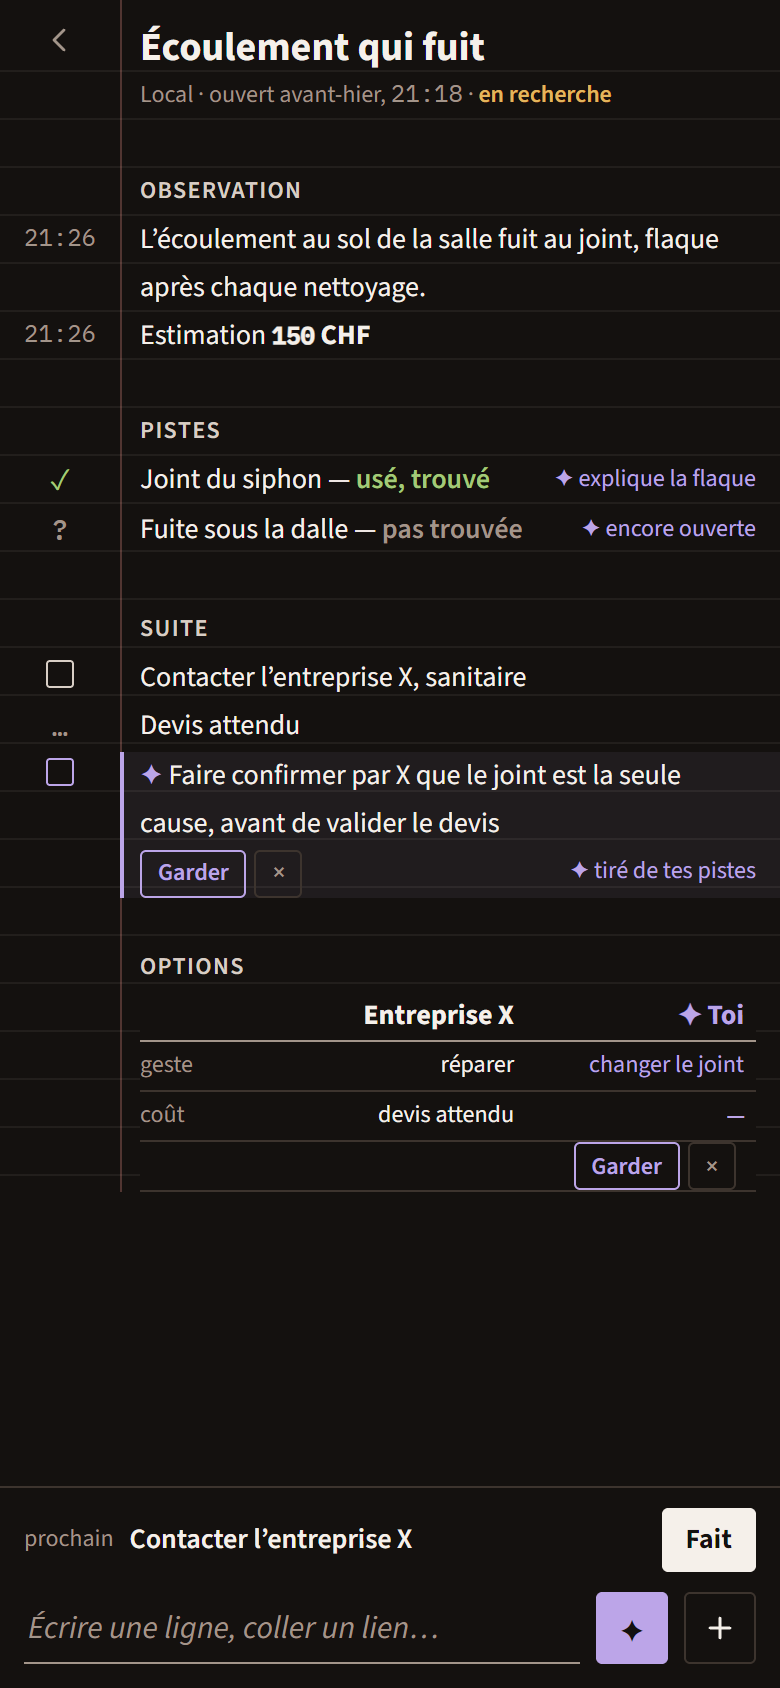 Écoulement qui fuit
Local · ouvert avant-hier, 21:18 · en recherche
OBSERVATION
21:26 L’écoulement au sol de la salle fuit au joint, flaque
après chaque nettoyage.
21:26 Estimation 150 CHF
PISTES
✓ Joint du siphon — usé, trouvé ✦ explique la flaque
? Fuite sous la dalle — pas trouvée ✦ encore ouverte
SUITE
Contacter l’entreprise X, sanitaire
… Devis attendu
✦ Faire confirmer par X que le joint est la seule
cause, avant de valider le devis
Garder × ✦ tiré de tes pistes
OPTIONS
Entreprise X ✦ Toi
geste réparer changer le joint
coût devis attendu —
Garder ×
prochain Contacter l’entreprise X Fait
Écrire une ligne, coller un lien… ✦ +